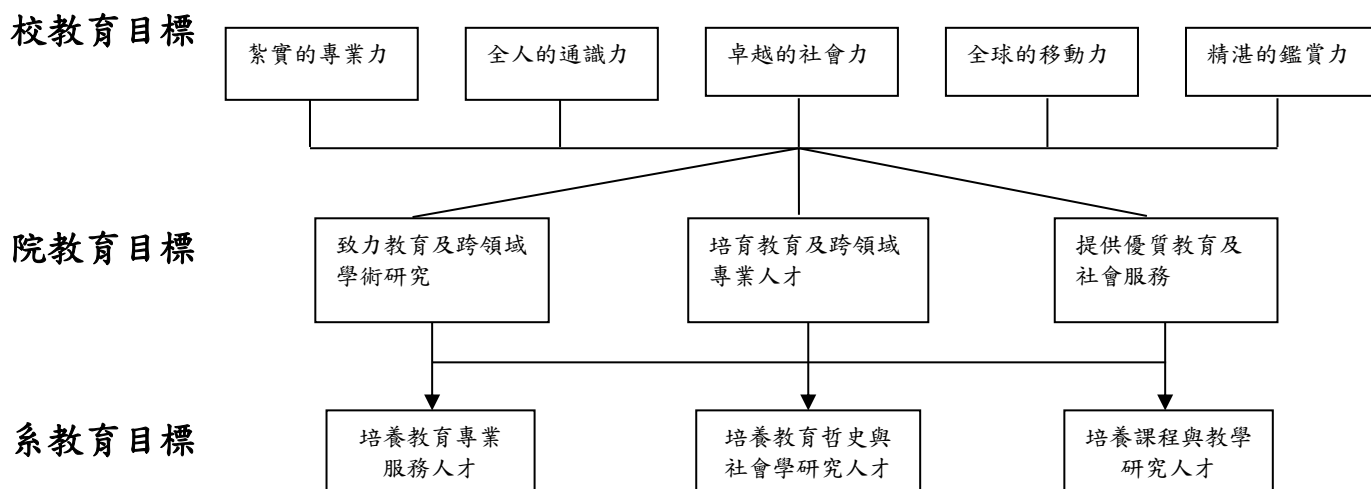 校教育目標
紮實的專業力
全人的通識力
卓越的社會力
全球的移動力
精湛的鑑賞力
院教育目標
致力教育及跨領域
學術研究
培育教育及跨領域
專業人才
提供優質教育及
社會服務
系教育目標
培養教育專業
服務人才
培養教育哲史與
社會學研究人才
培養課程與教學
研究人才